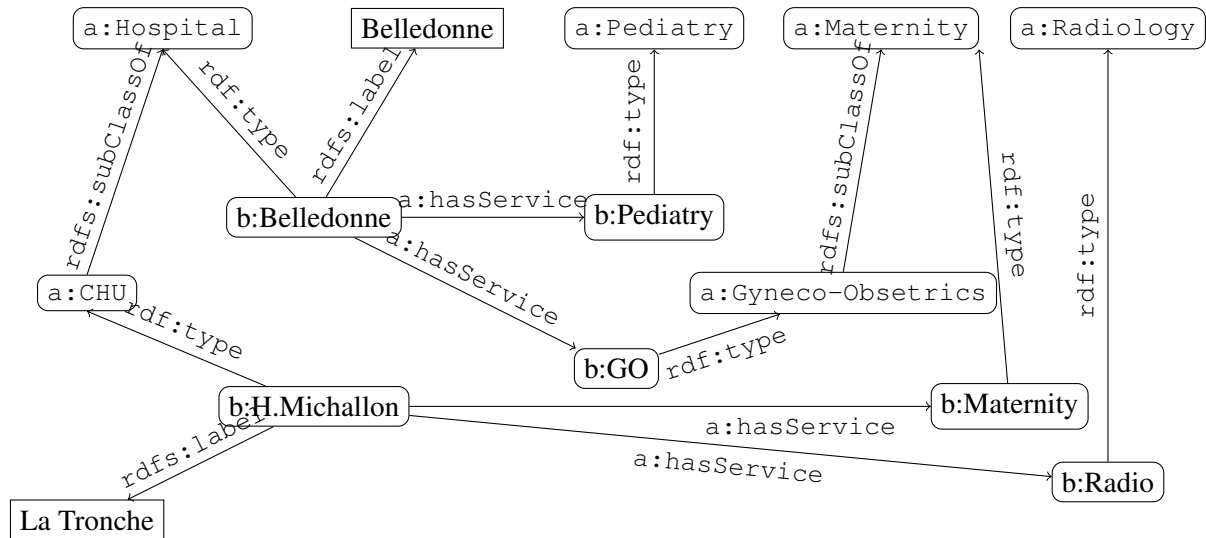 a:Hospital
Belledonne
a:Pediatry
a:Maternity
a:Radiology
rdfs:subClassOf
rdf:type
rdfs:label
rdf:type
rdfs:subClassOf
rdf:type
rdf:type
b:Belledonne
a:hasService
b:Pediatry
a:hasService
a:CHU
a:Gyneco-Obsetrics
rdf:type
b:GO
rdf:type
b:H.Michallon
b:Maternity
a:hasService
rdfs:label
a:hasService
b:Radio
La Tronche